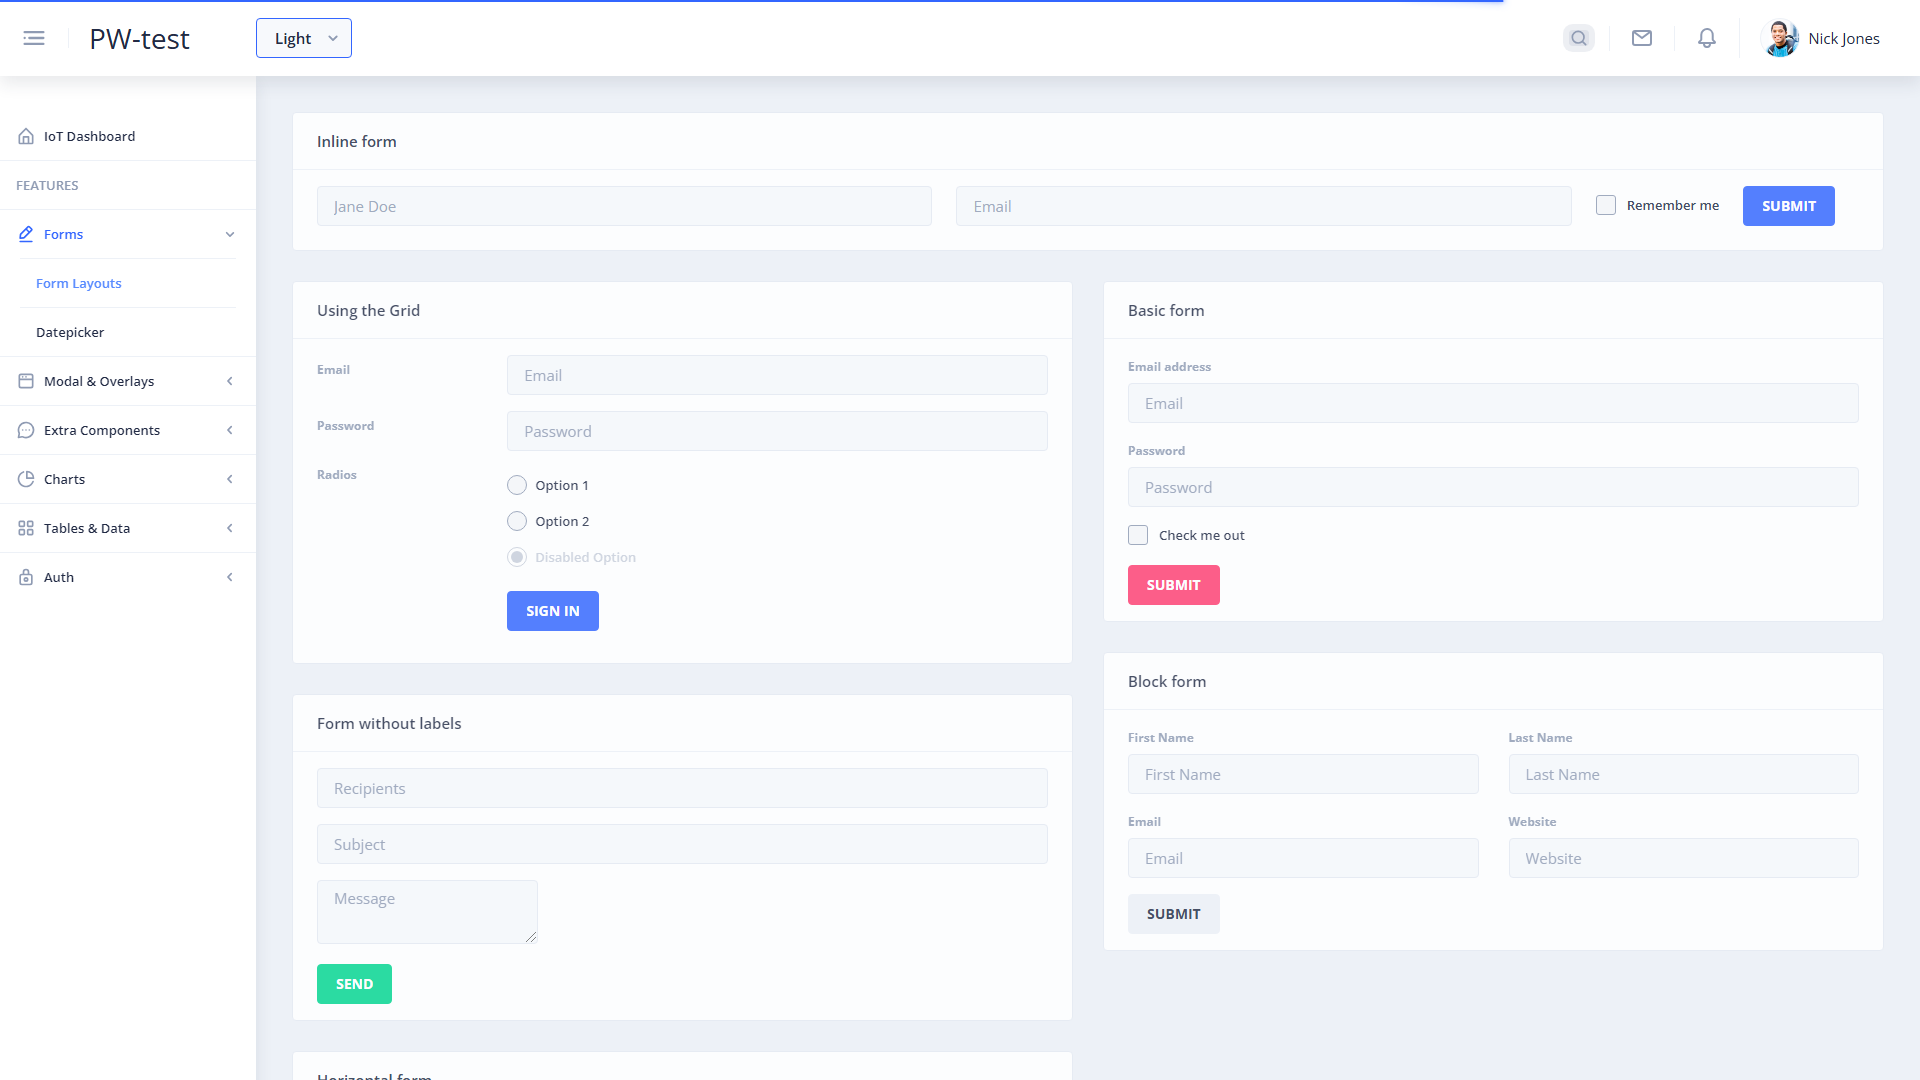 PW-test
Light
Nick Jones
IoT Dashboard
FEATURES
Forms
Form Layouts
Datepicker
Modal & Overlays
Extra Components
Charts
Tables & Data
Auth
Inline form
Jane Doe
Email
Remember me
SUBMIT
Using the Grid
Email
Email
Password
Password
Radios
Option 1
Option 2
Disabled Option
SIGN IN
Basic form
Email address
Email
Password
Password
Check me out
SUBMIT
Form without labels
Recipients
Subject
Message
SEND
Block form
First Name
Last Name
First Name
Last Name
Email
Website
Email
Website
SUBMIT
Horizontal form